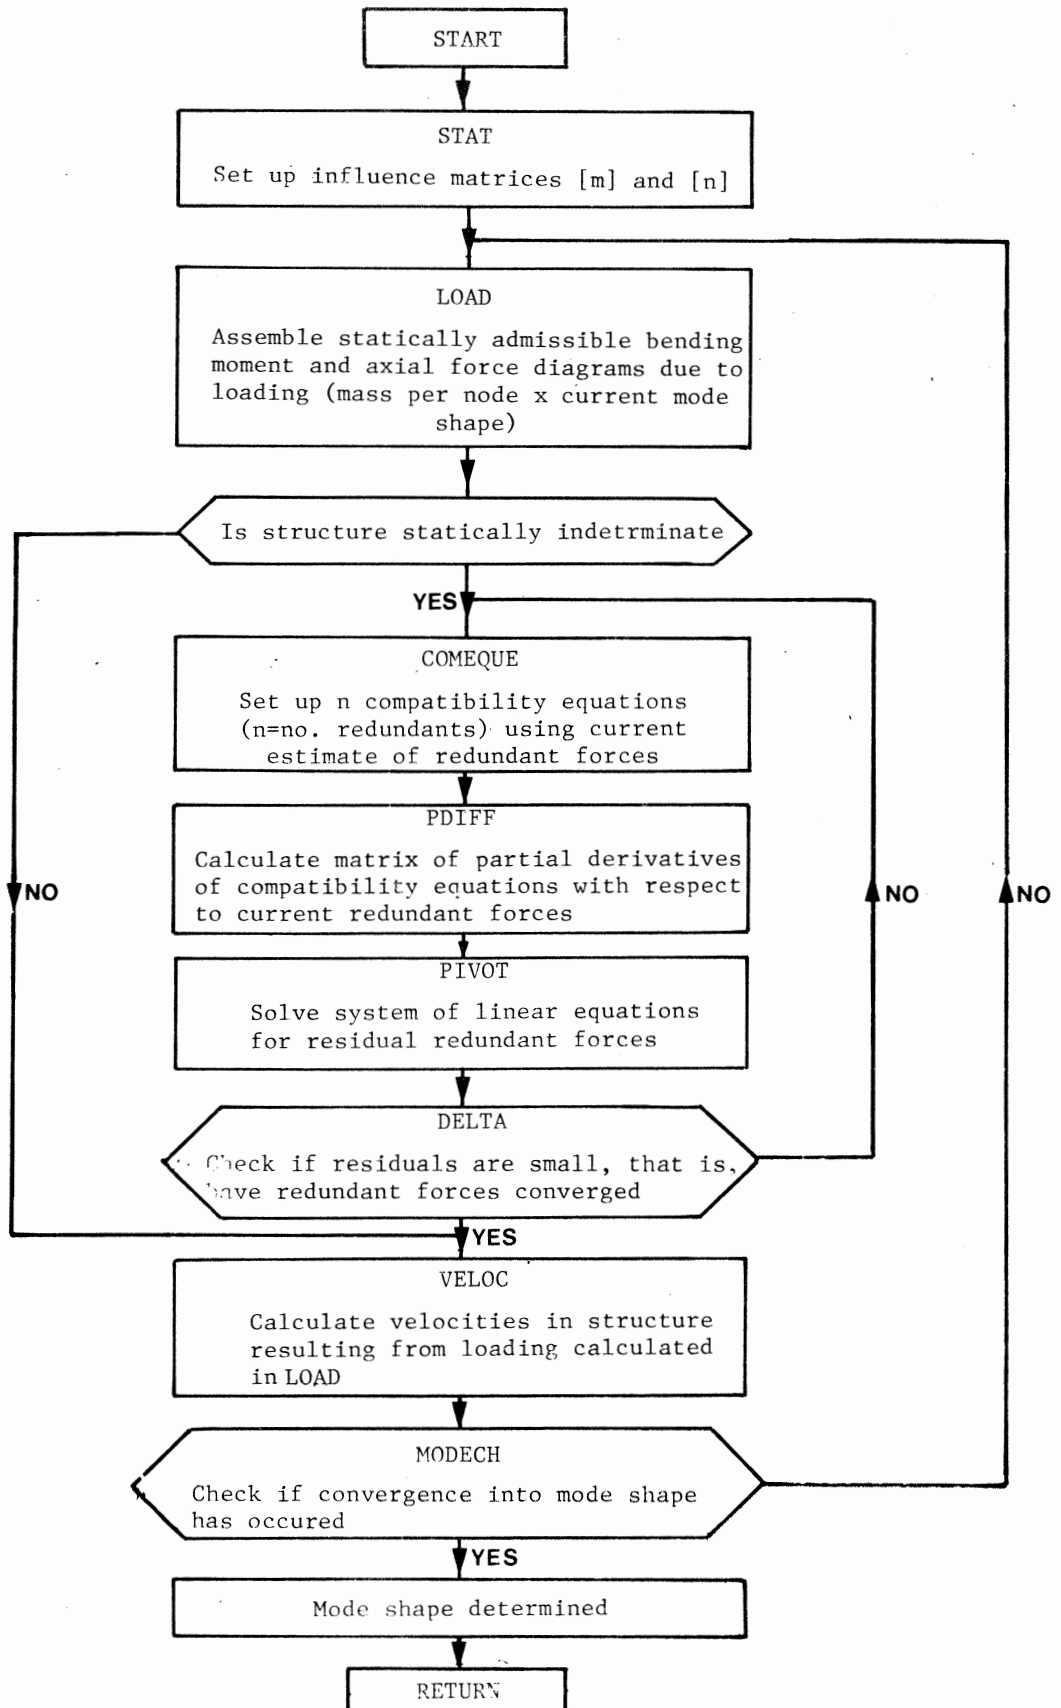 START
STAT
Set up influence matrices [m] and [n]
LOAD
Assemble statically admissible bending
moment and axial force diagrams due to
loading (mass per node x current mode
shape)
Is structure statically indetrminate
YES
COMEQUE
Set up n compatibility equations
(n=no. redundants) using current
estimate of redundant forces
PDIFF
Calculate matrix of partial derivatives
of compatibility equations with respect
to current redundant forces
NO
NO
NO
PIVOT
Solve system of linear equations
for residual redundant forces
DELTA
Check if residuals are small, that is,
have redundant forces converged
YES
VELOC
Calculate velocities in structure
resulting from loading calculated
in LOAD
MODECH
Check if convergence into mode shape
has occured
YES
Mode shape determined
RETURN